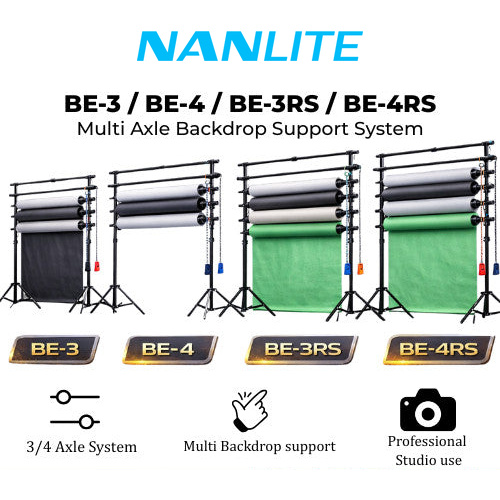 NANLITE
BE-3 / BE-4 / BE-3RS / BE-4RS
Multi Axle Backdrop Support System
BE-3
BE-4
BE-3RS
BE-4RS
3/4 Axle System
Multi Backdrop support
Professional
Studio use